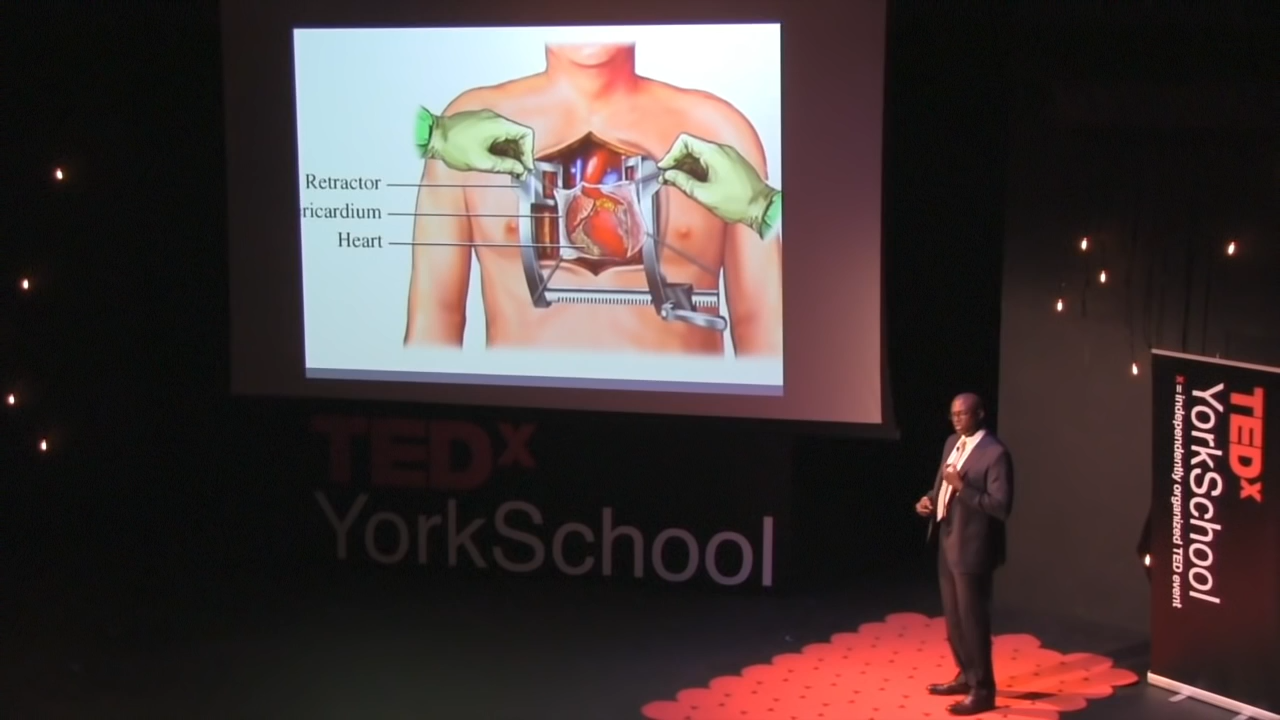 Retractor
ricardium
Heart
TEDx
YorkSchool
TEDx
YorkSchool
x = independently organized TED event